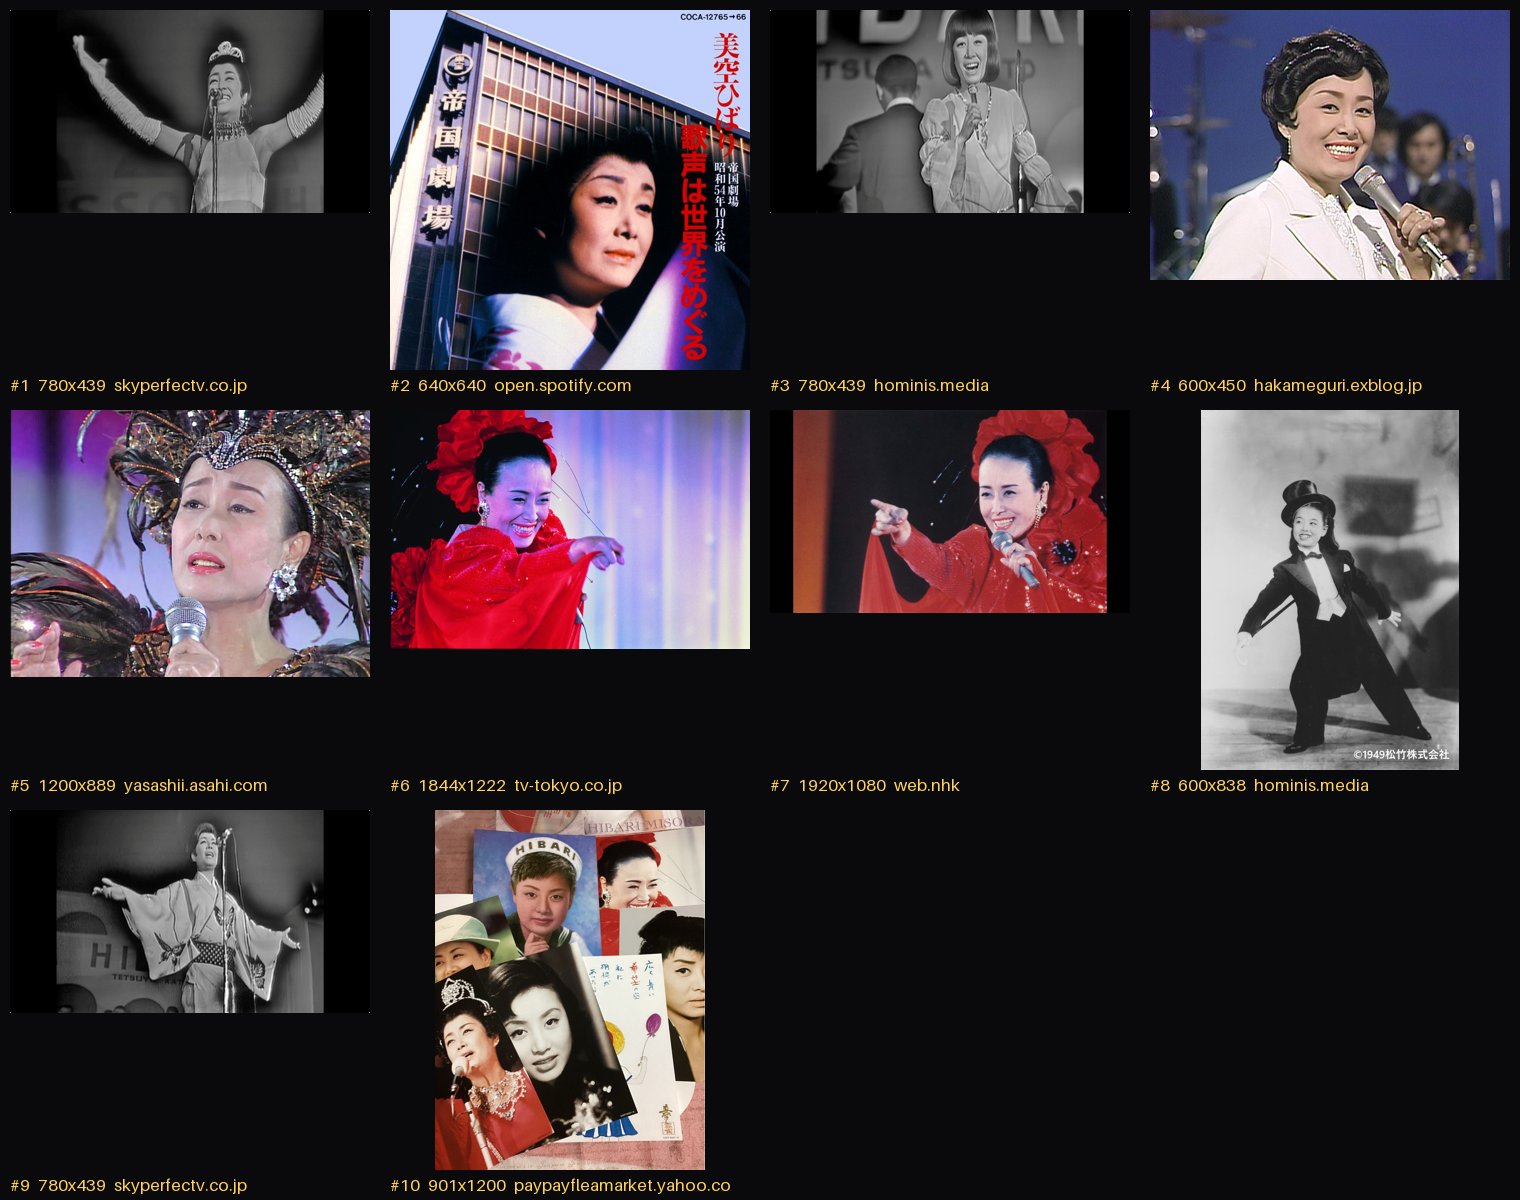 COCA-12765→66
美空ひばり
歌声は世界をめぐる
帝国劇場
昭和54年10月公演
帝国劇場
#1 780x439 skyperfectv.co.jp
#2 640x640 open.spotify.com
#3 780x439 hominis.media
#4 600x450 hakameguri.exblog.jp
©1949松竹株式会社
#5 1200x889 yasashii.asahi.com
#6 1844x1222 tv-tokyo.co.jp
#7 1920x1080 web.nhk
#8 600x838 hominis.media
HI
TETSUY
HIBARI MISORA
HIBARI
#9 780x439 skyperfectv.co.jp
#10 901x1200 paypayfleamarket.yahoo.co